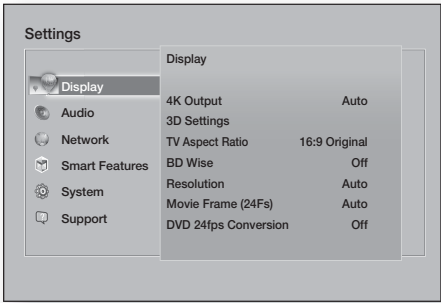 Settings
Display
Audio
Network
Smart Features
System
Support
Display
4K Output Auto
3D Settings
TV Aspect Ratio 16:9 Original
BD Wise Off
Resolution Auto
Movie Frame (24Fs) Auto
DVD 24fps Conversion Off